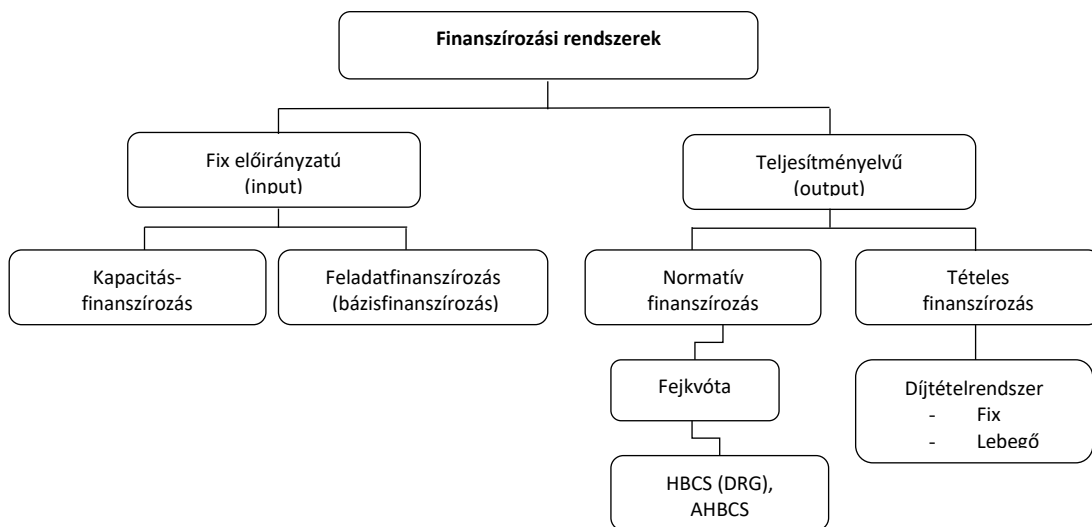 Finanszírozási rendszerek
Fix előirányzatú
(input)
Teljesítményelvű
(output)
Kapacitás-
finanszírozás
Feladatfinanszírozás
(bázisfinanszírozás)
Normatív
finanszírozás
Tételes
finanszírozás
Fejkvóta
Díjtételrendszer
- Fix
- Lebegő
HBCS (DRG),
AHBCS